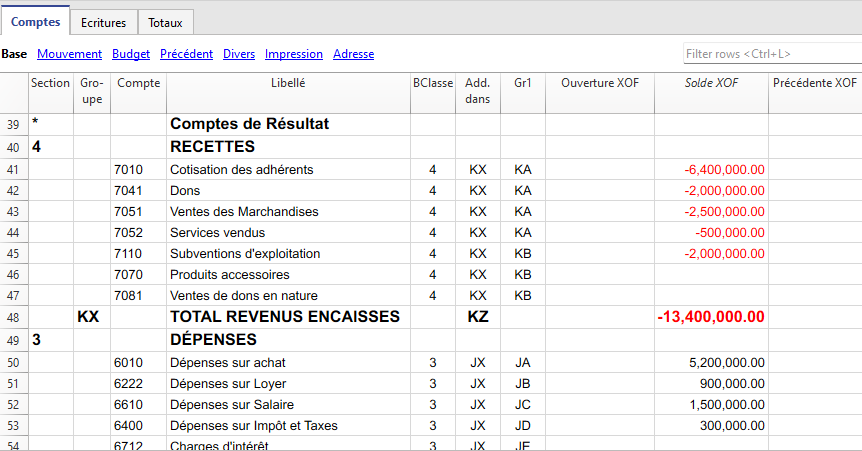 Comptes Ecritures Totaux
Base Mouvement Budget Précédent Divers Impression Adresse Filter rows <Ctrl+L>
Section Gro- Compte Libellé BClasse Add. Gr1 Ouverture XOF Solde XOF Précédente XOF
upe dans
39 * Comptes de Résultat
40 4 RECETTES
41 7010 Cotisation des adhérents 4 KX KA -6,400,000.00
42 7041 Dons 4 KX KA -2,000,000.00
43 7051 Ventes des Marchandises 4 KX KA -2,500,000.00
44 7052 Services vendus 4 KX KA -500,000.00
45 7110 Subventions d'exploitation 4 KX KB -2,000,000.00
46 7070 Produits accessoires 4 KX KB
47 7081 Ventes de dons en nature 4 KX KB
48 KX TOTAL REVENUS ENCAISSES KZ -13,400,000.00
49 3 DÉPENSES
50 6010 Dépenses sur achat 3 JX JA 5,200,000.00
51 6222 Dépenses sur Loyer 3 JX JB 900,000.00
52 6610 Dépenses sur Salaire 3 JX JC 1,500,000.00
53 6400 Dépenses sur Impôt et Taxes 3 JX JD 300,000.00
54 6712 Charges d'intérêt 3 JX